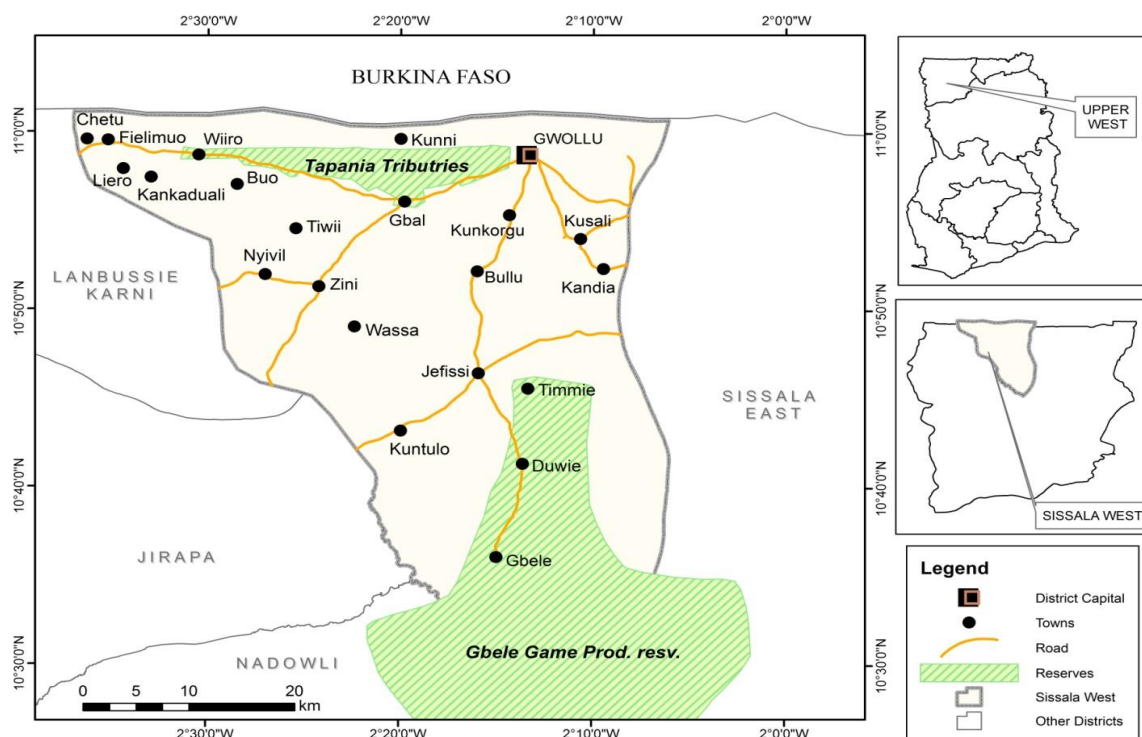 2°30'0"W
2°20'0"W
2°10'0"W
2°0'0"W
BURKINA FASO
11°0'0"N
11°0'0"N
Chetu
Fielimuo
Wiiro
Kunni
GWOLLU
Tapania Tributries
Liero
Kankaduali
Buo
Gbal
Tiwii
Kunkorgu
Kusali
Nyivil
Zini
Bullu
Kandia
LANBUSSIE
KARNI
10°50'0"N
10°50'0"N
Wassa
Jefissi
Timmie
SISSALA
EAST
Kuntulo
Duwie
10°40'0"N
10°40'0"N
Gbele
JIRAPA
Gbele Game Prod. resv.
NADOWLI
10°30'0"N
10°30'0"N
0 5 10 20
km
2°30'0"W
2°20'0"W
2°10'0"W
2°0'0"W
UPPER
WEST
SISSALA WEST
Legend
District Capital
Towns
Road
Reserves
Sissala West
Other Districts